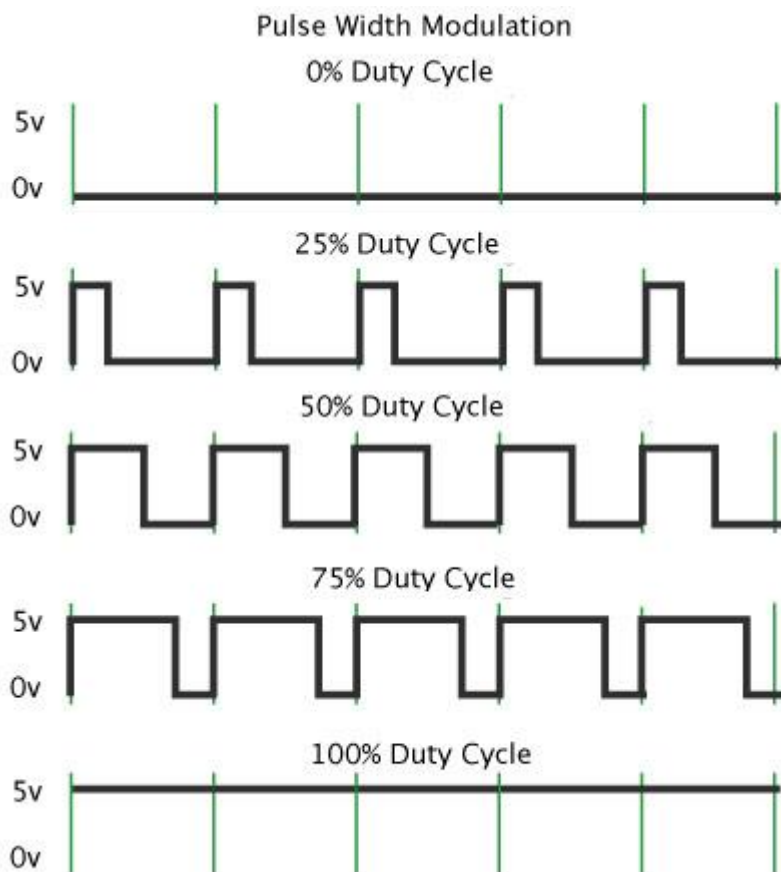 Pulse Width Modulation
0% Duty Cycle
5v
0v
25% Duty Cycle
5v
0v
50% Duty Cycle
5v
0v
75% Duty Cycle
5v
0v
100% Duty Cycle
5v
0v